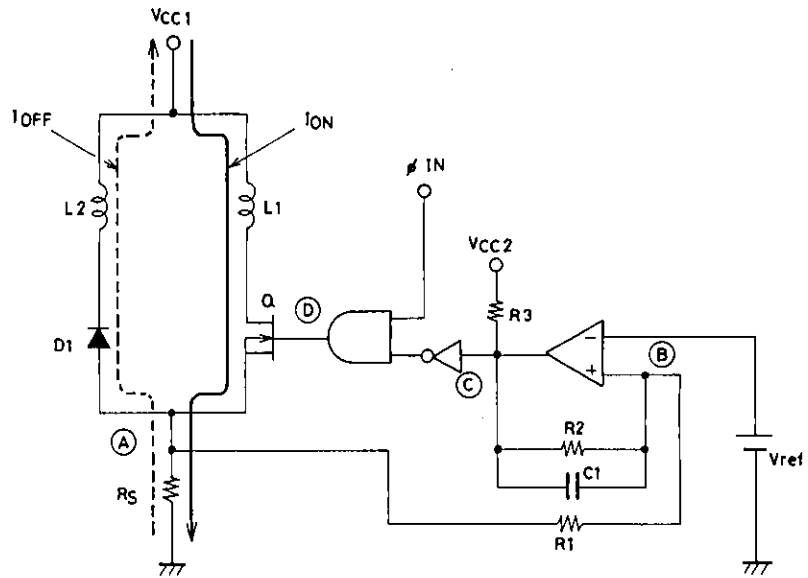 VCC1
IOFF
ION
ϕ IN
L2
L1
VCC2
Q
D
R3
−
B
+
D1
C
A
R2
C1
Vref
RS
R1